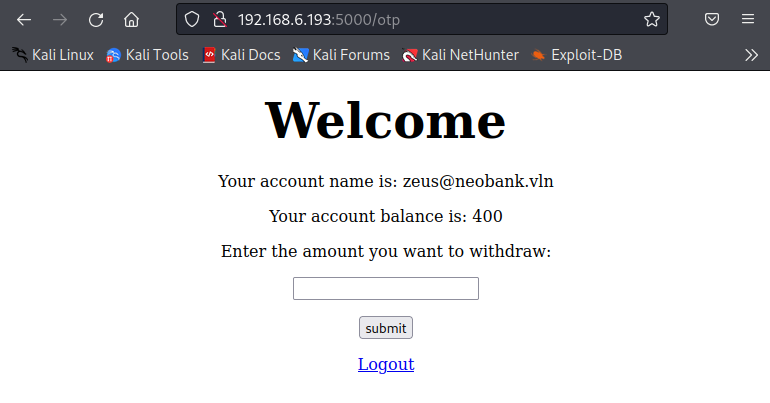 192.168.6.193:5000/otp
Kali Linux Kali Tools Kali Docs Kali Forums Kali NetHunter Exploit-DB
Welcome
Your account name is: zeus@neobank.vln
Your account balance is: 400
Enter the amount you want to withdraw:
submit
Logout